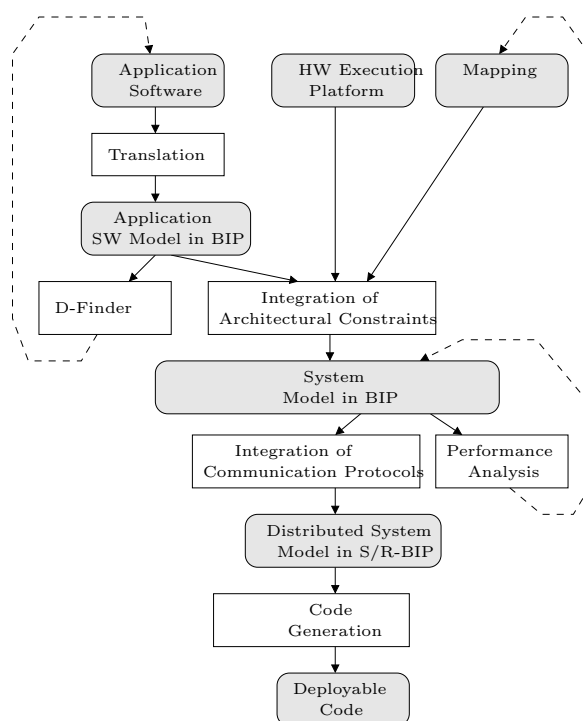 Application
Software
HW Execution
Platform
Mapping
Translation
Application
SW Model in BIP
D-Finder
Integration of
Architectural Constraints
System
Model in BIP
Integration of
Communication Protocols
Performance
Analysis
Distributed System
Model in S/R-BIP
Code
Generation
Deployable
Code